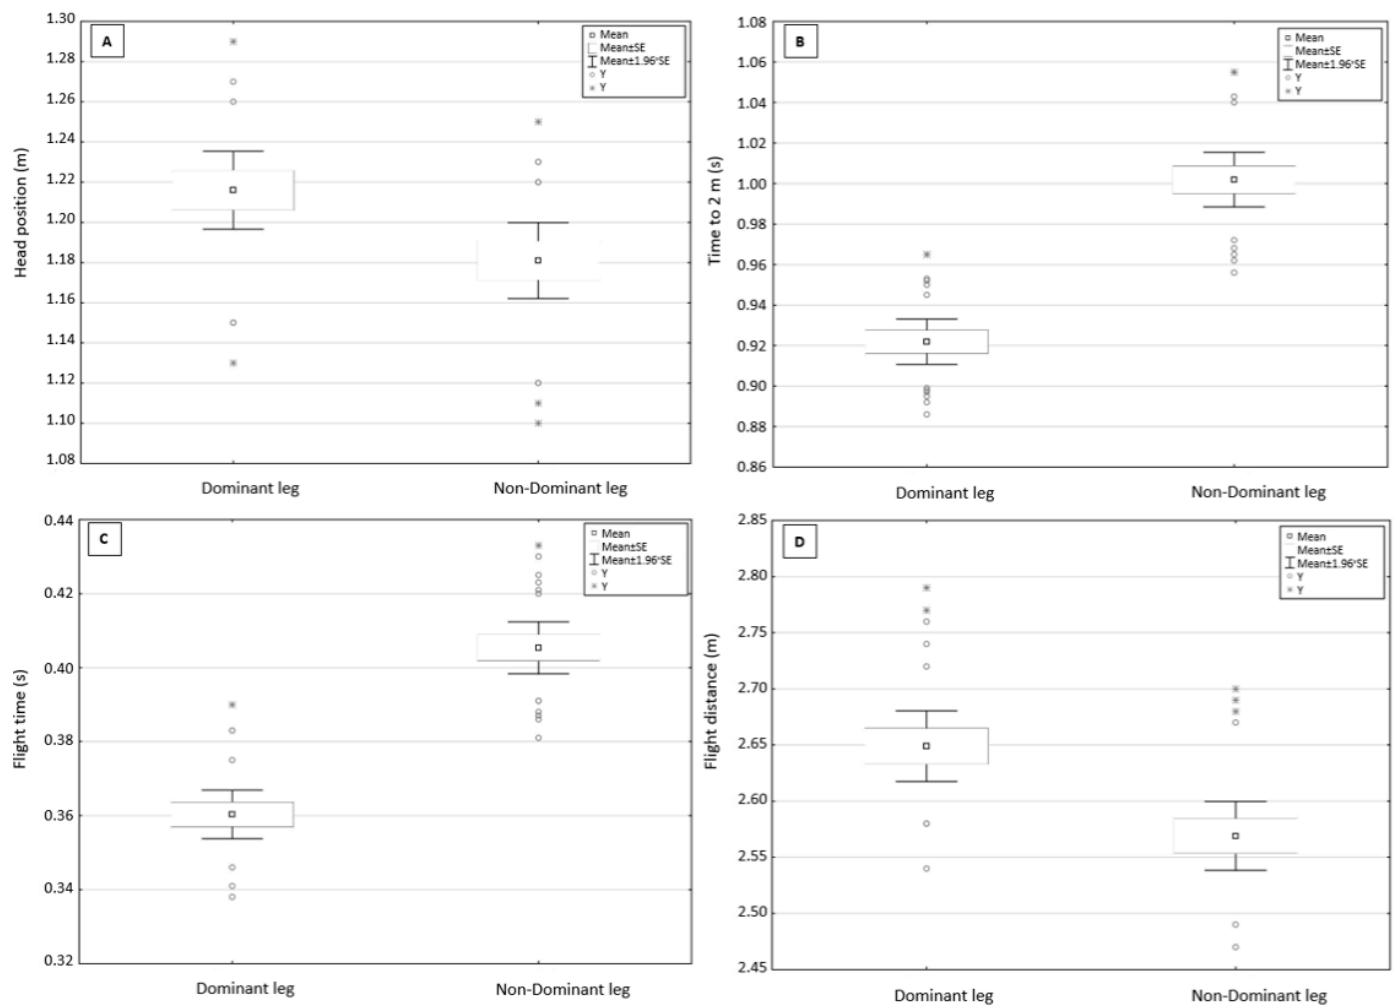 A
Mean
Mean±SE
Mean±1.96*SE
Y
Y
Head position (m)
1.30
1.28
1.26
1.24
1.22
1.20
1.18
1.16
1.14
1.12
1.10
1.08
Dominant leg
Non-Dominant leg
B
Mean
Mean±SE
Mean±1.96*SE
Y
Y
Time to 2 m (s)
1.08
1.06
1.04
1.02
1.00
0.98
0.96
0.94
0.92
0.90
0.88
0.86
Dominant leg
Non-Dominant leg
C
Mean
Mean±SE
Mean±1.96*SE
Y
Y
Flight time (s)
0.44
0.42
0.40
0.38
0.36
0.34
0.32
Dominant leg
Non-Dominant leg
D
Mean
Mean±SE
Mean±1.96*SE
Y
Y
Flight distance (m)
2.85
2.80
2.75
2.70
2.65
2.60
2.55
2.50
2.45
Dominant leg
Non-Dominant leg